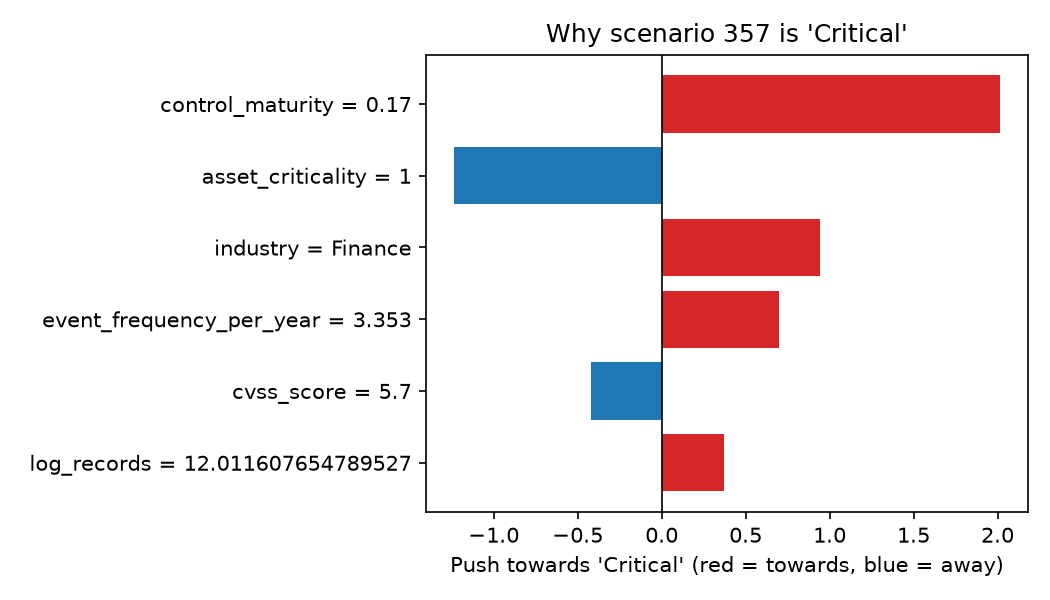 Why scenario 357 is 'Critical'
control_maturity = 0.17
asset_criticality = 1
industry = Finance
event_frequency_per_year = 3.353
cvss_score = 5.7
log_records = 12.011607654789527
−1.0 −0.5 0.0 0.5 1.0 1.5 2.0
Push towards 'Critical' (red = towards, blue = away)